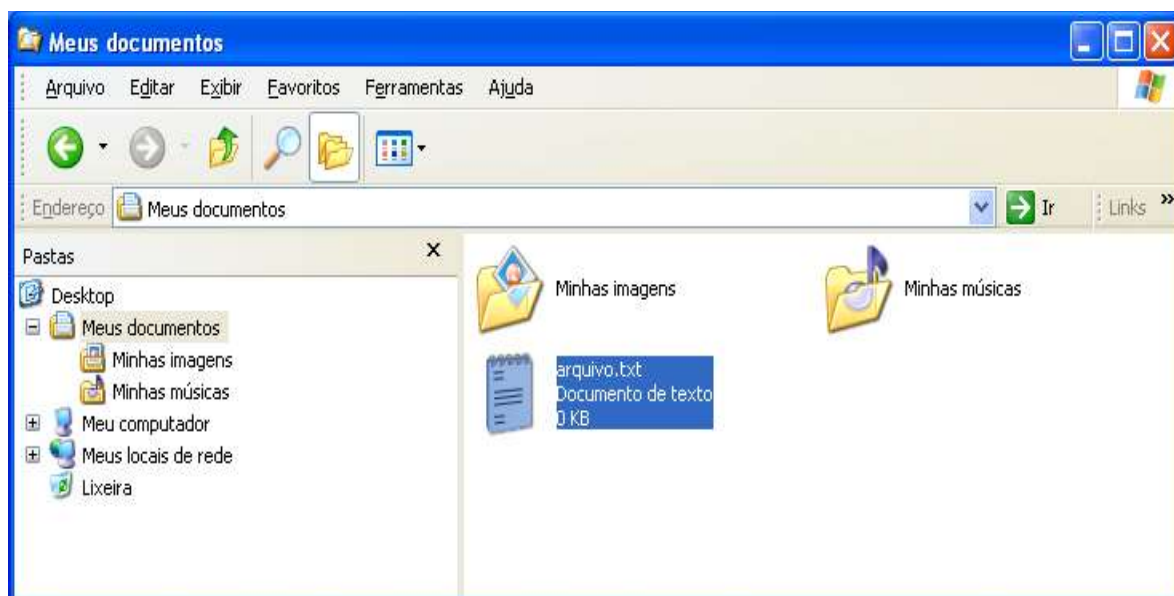 Meus documentos
Arquivo Editar Exibir Favoritos Ferramentas Ajuda
Endereço Meus documentos Ir Links »
Pastas X
Desktop
Meus documentos
Minhas imagens
Minhas músicas
Meu computador
Meus locais de rede
Lixeira
Minhas imagens Minhas músicas
arquivo.txt
Documento de texto
0 KB